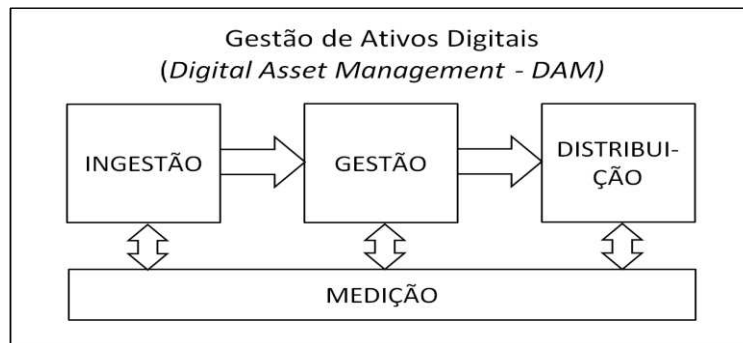 Gestão de Ativos Digitais
(Digital Asset Management - DAM)
INGESTÃO
GESTÃO
DISTRIBUI-
ÇÃO
MEDIÇÃO